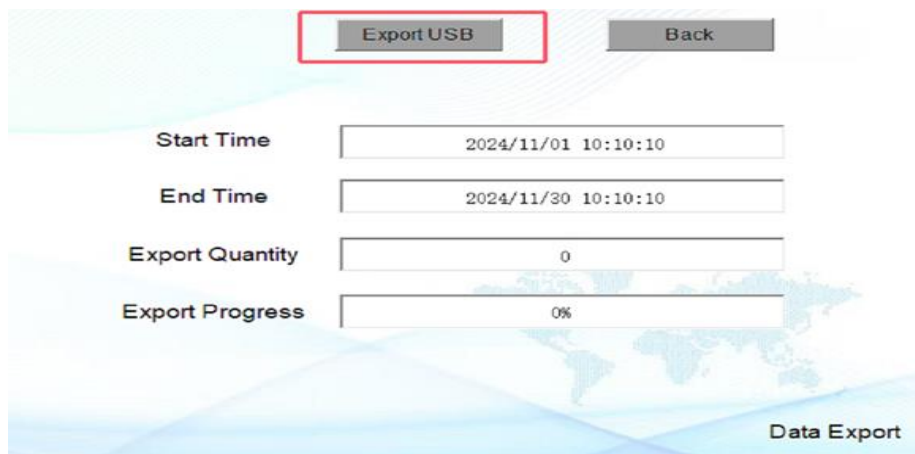 Export USB Back
Start Time 2024/11/01 10:10:10
End Time 2024/11/30 10:10:10
Export Quantity 0
Export Progress 0%
Data Export